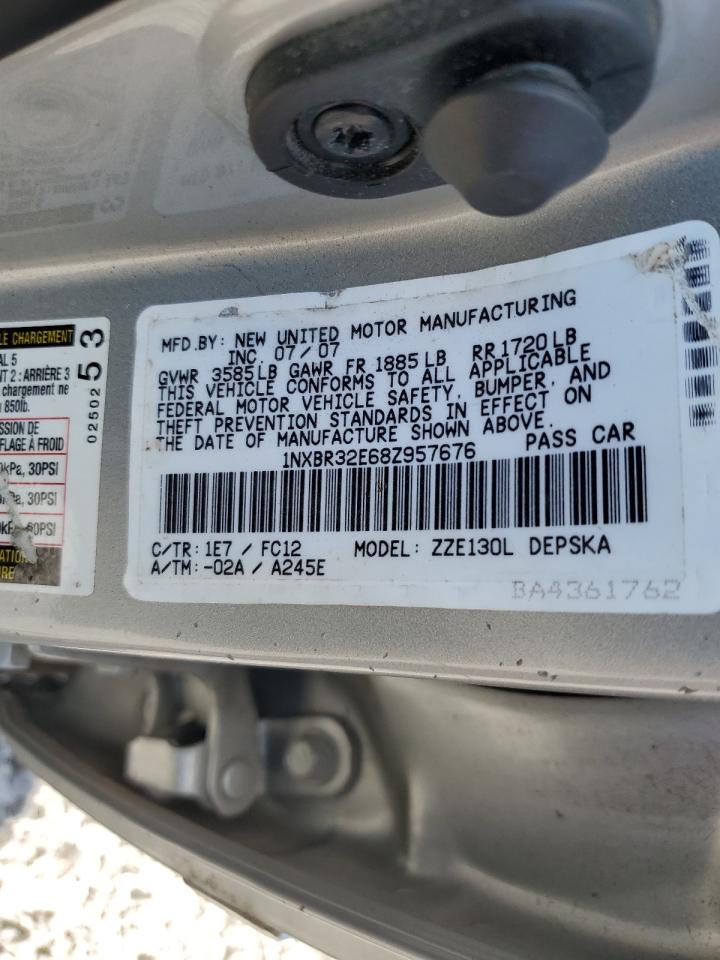 LE CHARGEMENT
AL 5
NT 2 : ARRIÈRE 3
chargement ne
850lb.
SSION DE
FLAGE À FROID
kPa, 30PSI
kPa, 30PSI
60PSI
02502
53
MFD.BY: NEW UNITED MOTOR MANUFACTURING
INC. 07/07
GVWR 3585LB GAWR FR 1885LB RR1720LB
THIS VEHICLE CONFORMS TO ALL APPLICABLE
FEDERAL MOTOR VEHICLE SAFETY, BUMPER, AND
THEFT PREVENTION STANDARDS IN EFFECT ON
THE DATE OF MANUFACTURE SHOWN ABOVE.
1NXBR32E68Z957676 PASS CAR
C/TR: 1E7 / FC12 MODEL: ZZE130L DEPSKA
A/TM: -02A / A245E
BA4361762